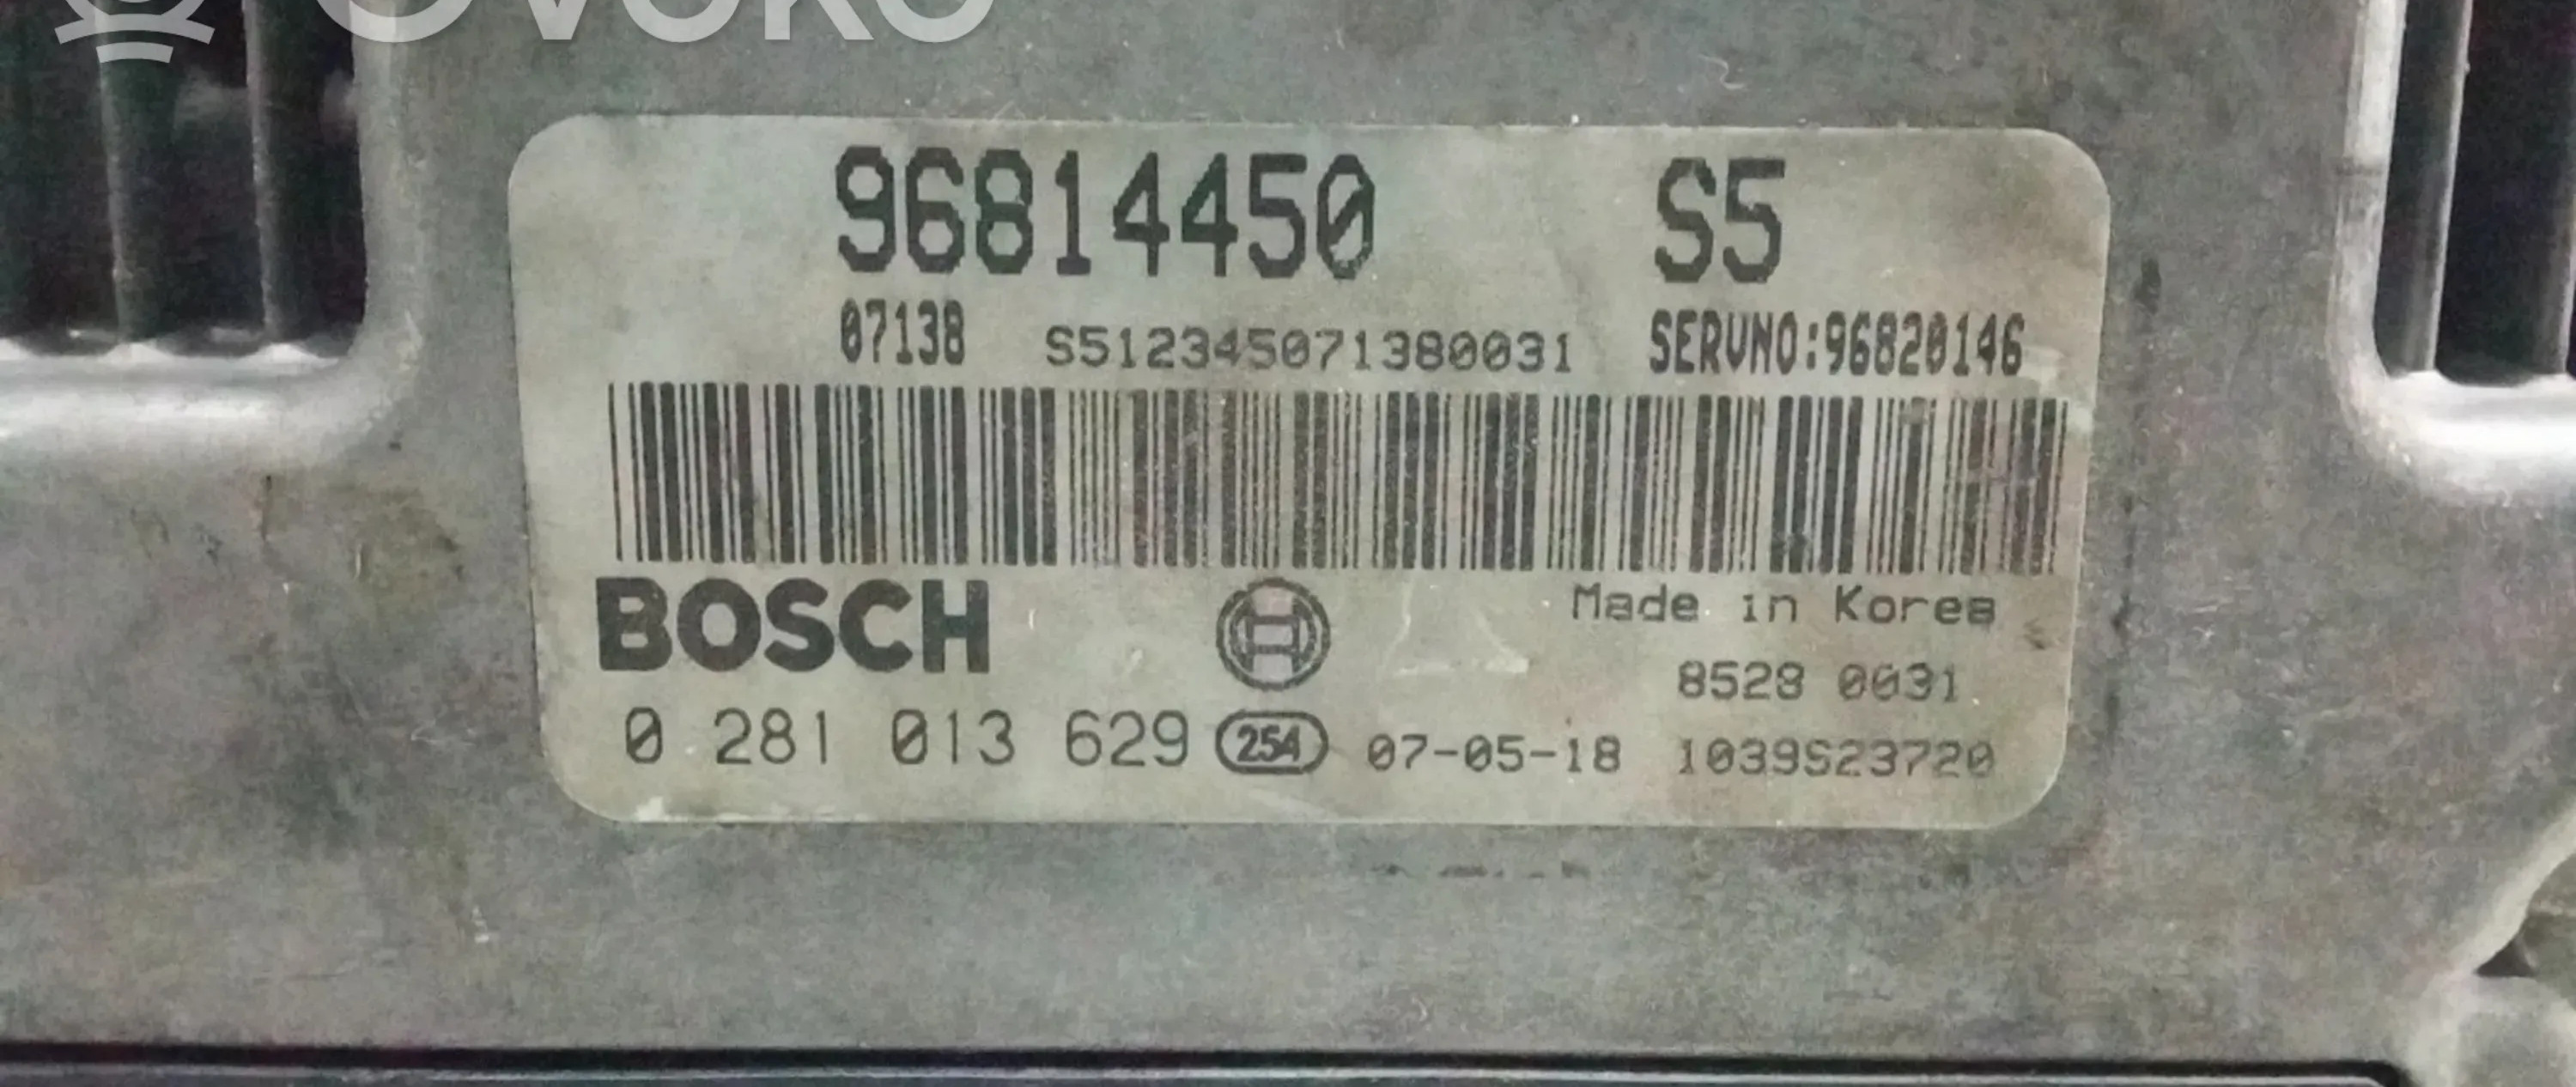 OVOKO
96814450 S5
07138 S512345071380031 SERVNO:96820146
BOSCH
Made in Korea
8528 0031
0 281 013 629 254 07-05-18 1039S23720